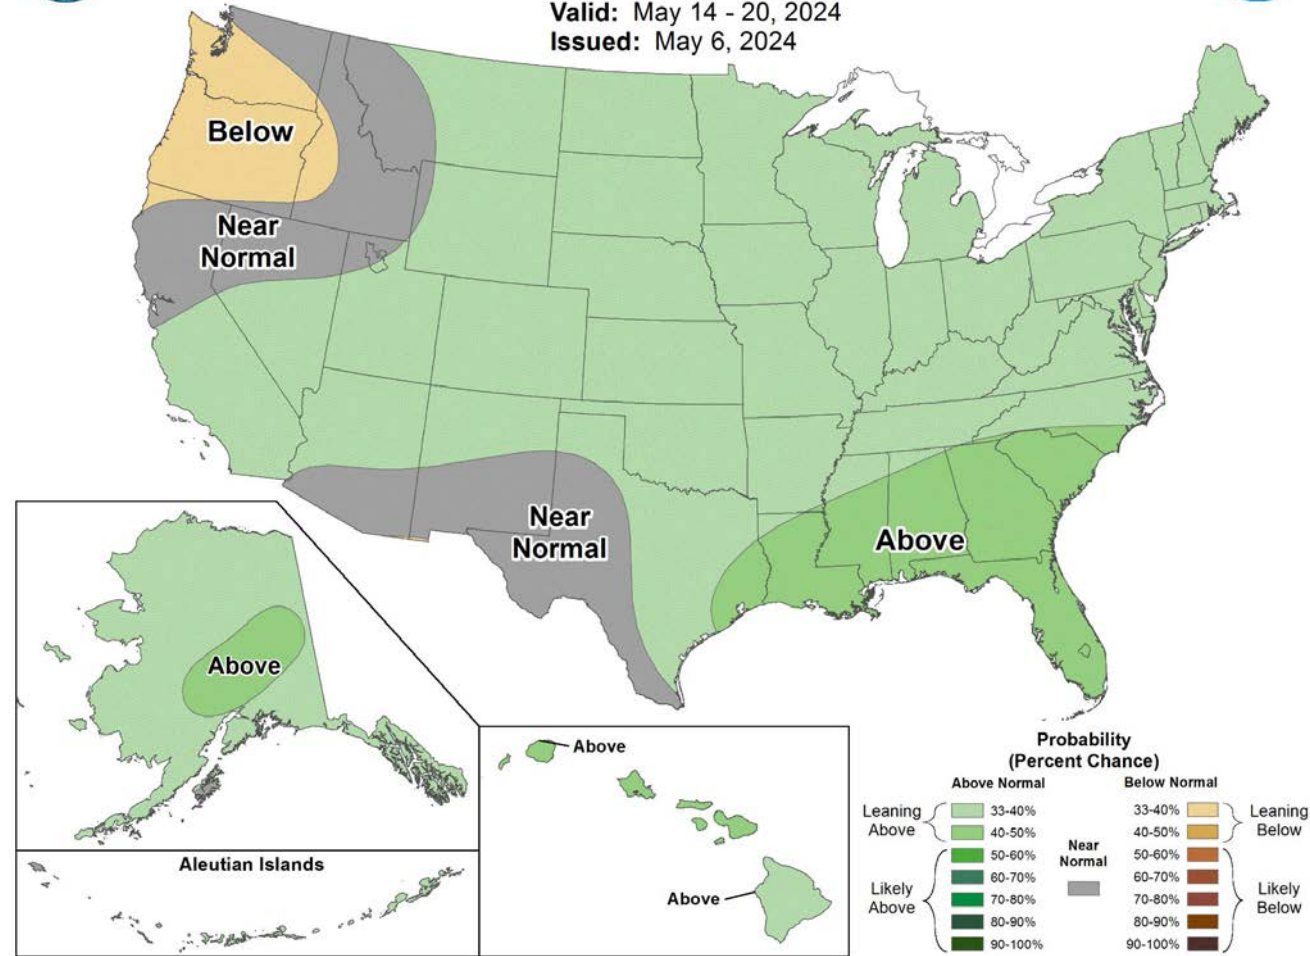 Valid: May 14 - 20, 2024
Issued: May 6, 2024
Below
Near
Normal
Near
Normal
Above
Above
Above
Above
Aleutian Islands
Probability
(Percent Chance)
Above Normal
Below Normal
Leaning
Above
33-40%
40-50%
Likely
Above
50-60%
60-70%
70-80%
80-90%
90-100%
Near
Normal
33-40%
40-50%
Leaning
Below
50-60%
60-70%
70-80%
80-90%
90-100%
Likely
Below